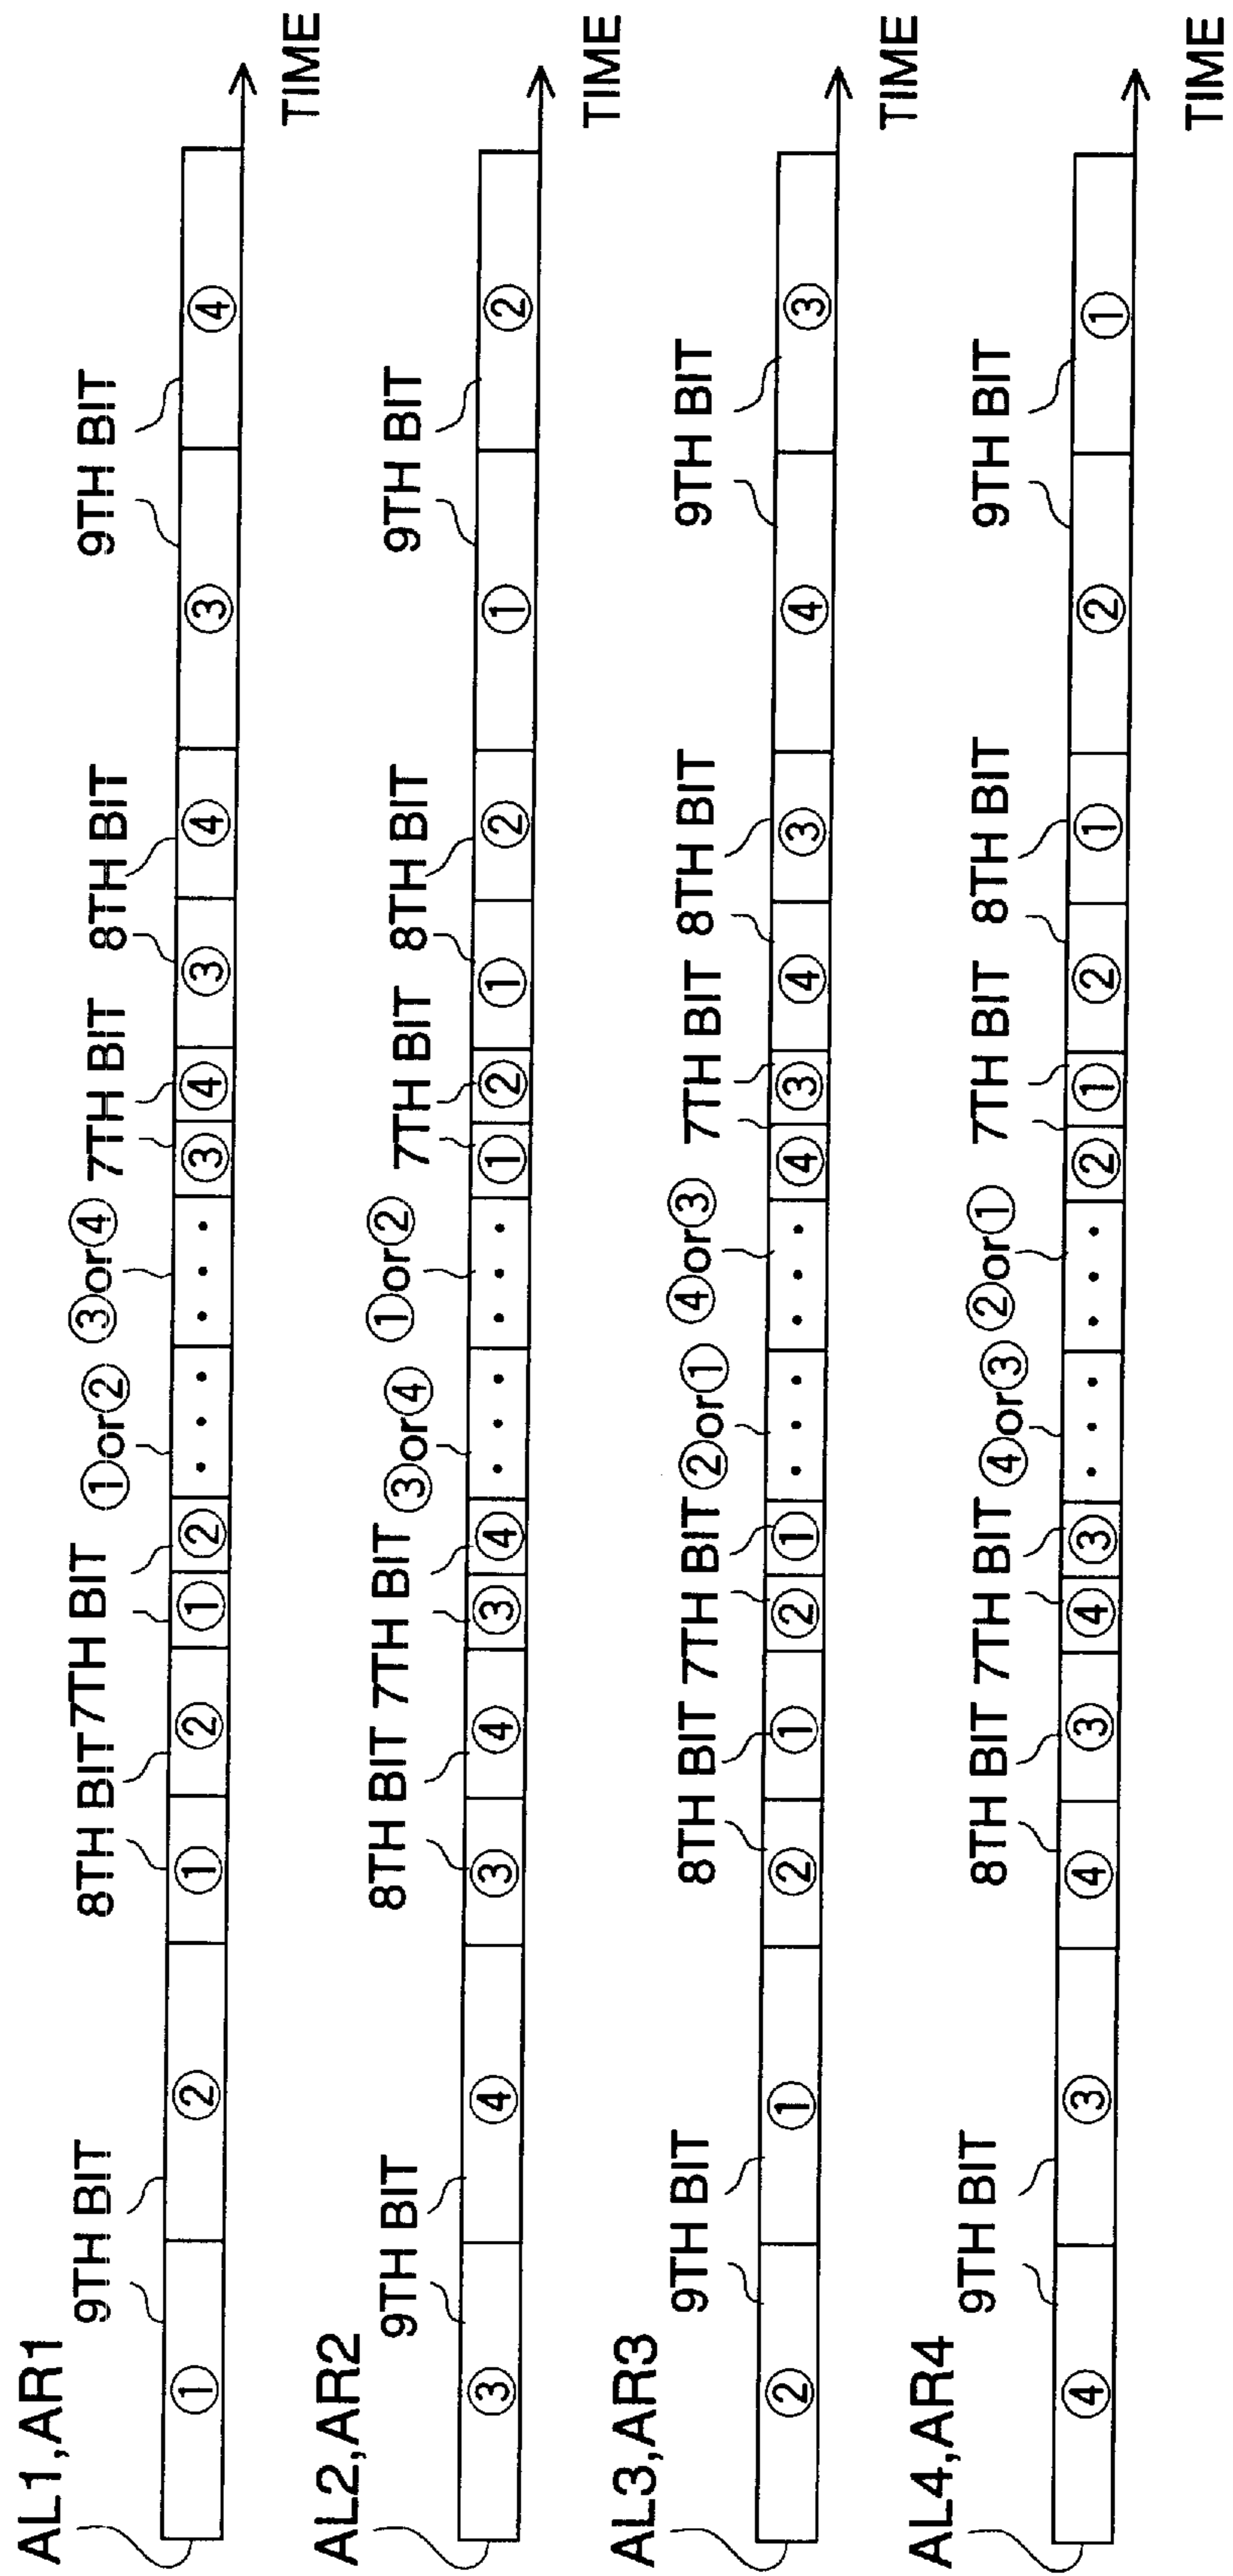 AL1,AR1
9TH BIT 8TH BIT 7TH BIT ①or② ③or④ 7TH BIT 8TH BIT 9TH BIT
① ② ① ② ① ② ... ... ③ ④ ③ ④ ③ ④
TIME
AL2,AR2
9TH BIT 8TH BIT 7TH BIT ③or④ ①or② 7TH BIT 8TH BIT 9TH BIT
③ ④ ③ ④ ③ ④ ... ... ① ② ① ② ① ②
TIME
AL3,AR3
9TH BIT 8TH BIT 7TH BIT ②or① ④or③ 7TH BIT 8TH BIT 9TH BIT
② ① ② ① ② ① ... ... ④ ③ ④ ③ ④ ③
TIME
AL4,AR4
9TH BIT 8TH BIT 7TH BIT ④or③ ②or① 7TH BIT 8TH BIT 9TH BIT
④ ③ ④ ③ ④ ③ ... ... ② ① ② ① ② ①
TIME